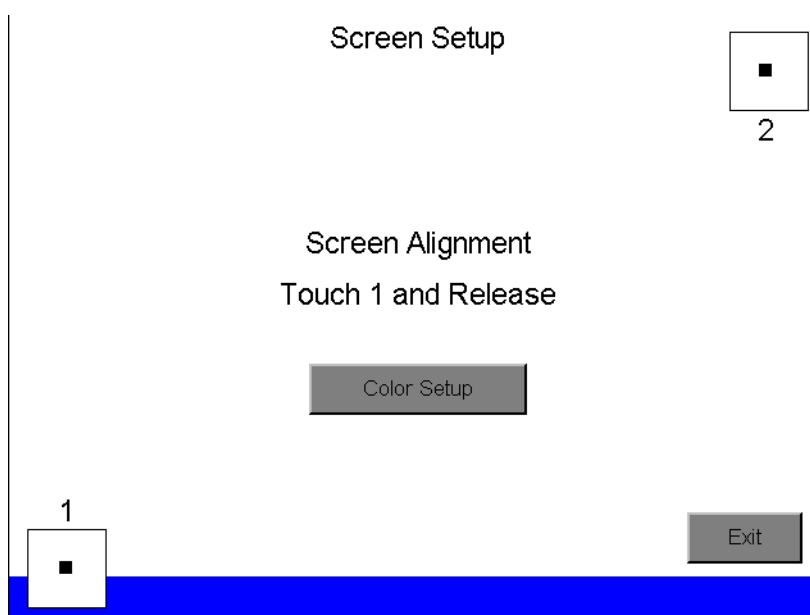 Screen Setup
2
Screen Alignment
Touch 1 and Release
Color Setup
1
Exit